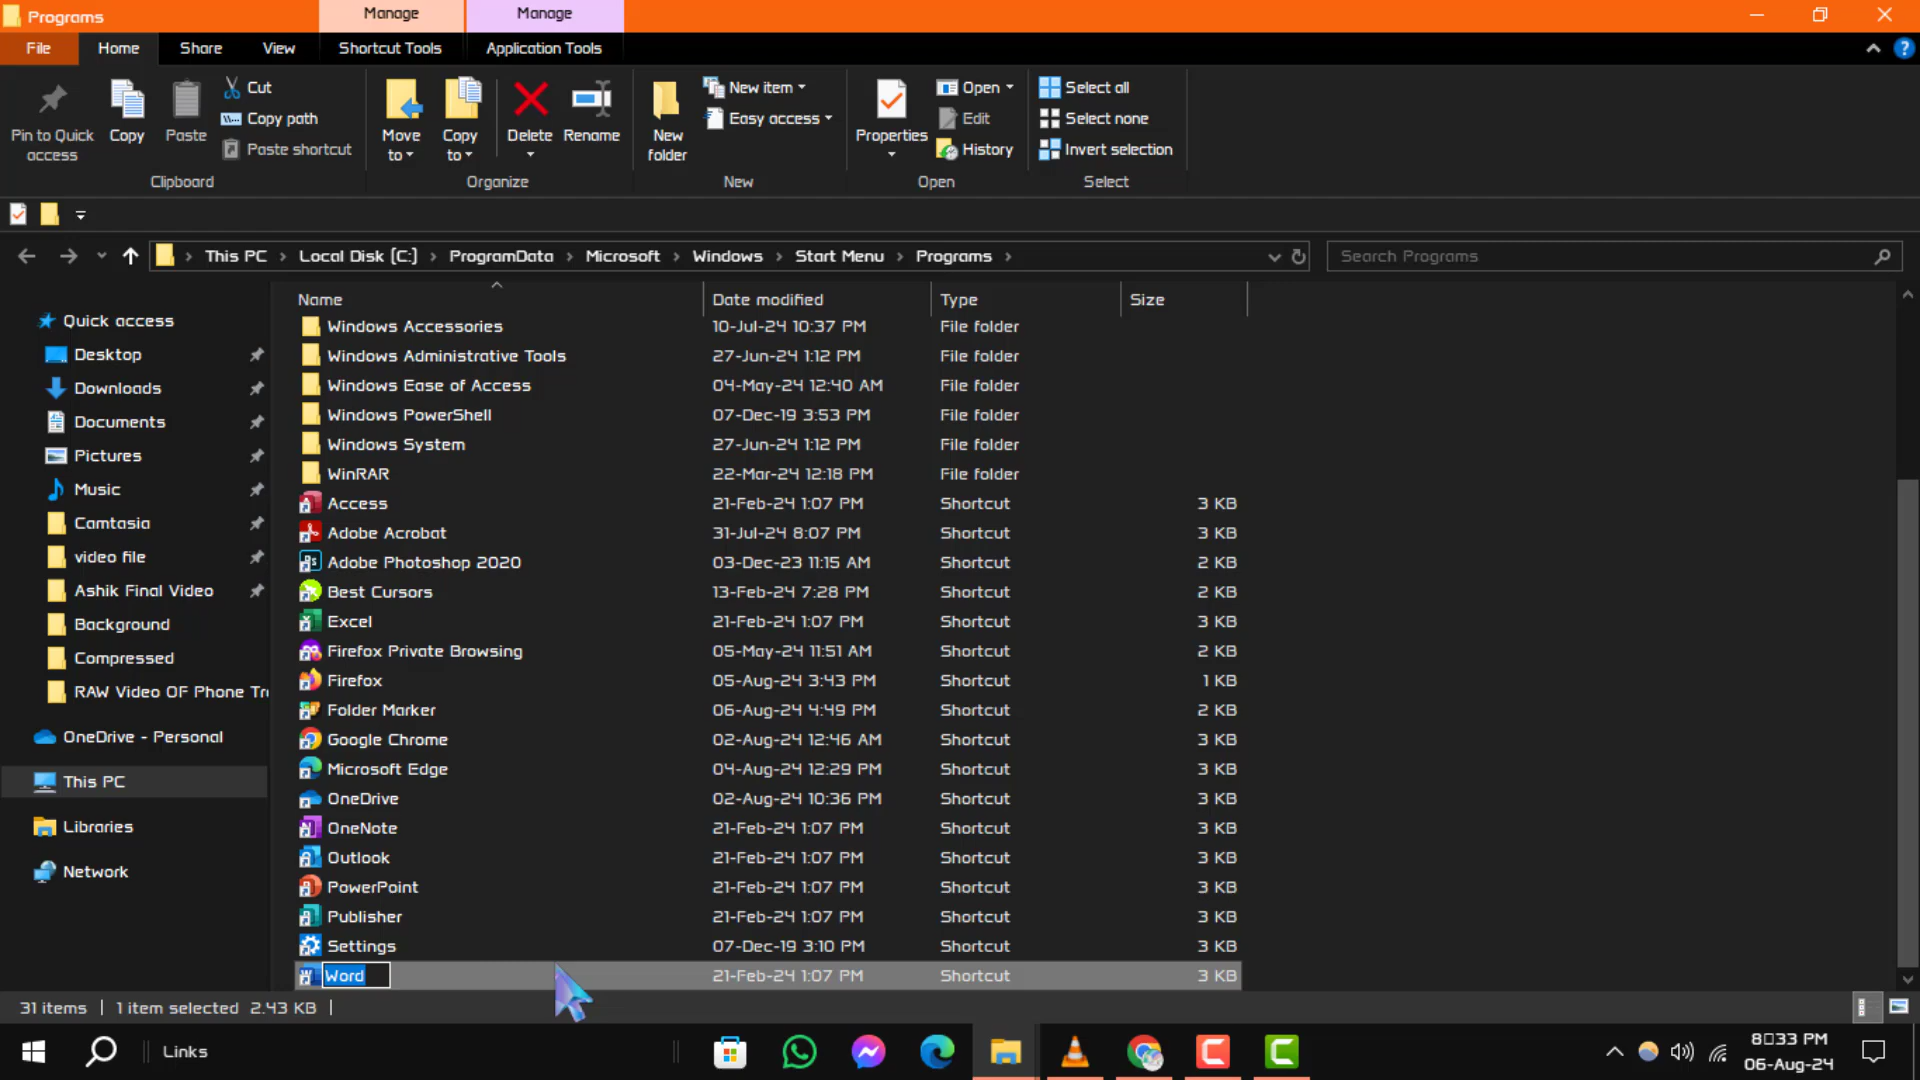 Programs
Manage
Manage
File
Home
Share
View
Shortcut Tools
Application Tools
Pin to Quick access
Copy
Paste
Cut
Copy path
Paste shortcut
Clipboard
Move to
Copy to
Delete
Rename
Organize
New folder
New item
Easy access
New
Properties
Open
Edit
History
Open
Select all
Select none
Invert selection
Select
This PC
Local Disk (C:)
ProgramData
Microsoft
Windows
Start Menu
Programs
Search Programs
Name
Date modified
Type
Size
Quick access
Desktop
Downloads
Documents
Pictures
Music
Camtasia
video file
Ashik Final Video
Background
Compressed
RAW Video OF Phone Tr
OneDrive - Personal
This PC
Libraries
Network
Windows Accessories 10-Jul-24 10:37 PM File folder
Windows Administrative Tools 27-Jun-24 1:12 PM File folder
Windows Ease of Access 04-May-24 12:40 AM File folder
Windows PowerShell 07-Dec-19 3:53 PM File folder
Windows System 27-Jun-24 1:12 PM File folder
WinRAR 22-Mar-24 12:18 PM File folder
Access 21-Feb-24 1:07 PM Shortcut 3 KB
Adobe Acrobat 31-Jul-24 8:07 PM Shortcut 3 KB
Adobe Photoshop 2020 03-Dec-23 11:15 AM Shortcut 2 KB
Best Cursors 13-Feb-24 7:28 PM Shortcut 2 KB
Excel 21-Feb-24 1:07 PM Shortcut 3 KB
Firefox Private Browsing 05-May-24 11:51 AM Shortcut 2 KB
Firefox 05-Aug-24 3:43 PM Shortcut 1 KB
Folder Marker 06-Aug-24 4:49 PM Shortcut 2 KB
Google Chrome 02-Aug-24 12:46 AM Shortcut 3 KB
Microsoft Edge 04-Aug-24 12:29 PM Shortcut 3 KB
OneDrive 02-Aug-24 10:36 PM Shortcut 3 KB
OneNote 21-Feb-24 1:07 PM Shortcut 3 KB
Outlook 21-Feb-24 1:07 PM Shortcut 3 KB
PowerPoint 21-Feb-24 1:07 PM Shortcut 3 KB
Publisher 21-Feb-24 1:07 PM Shortcut 3 KB
Settings 07-Dec-19 3:10 PM Shortcut 3 KB
Word 21-Feb-24 1:07 PM Shortcut 3 KB
31 items
1 item selected 2.43 KB
Links
8□33 PM
06-Aug-24